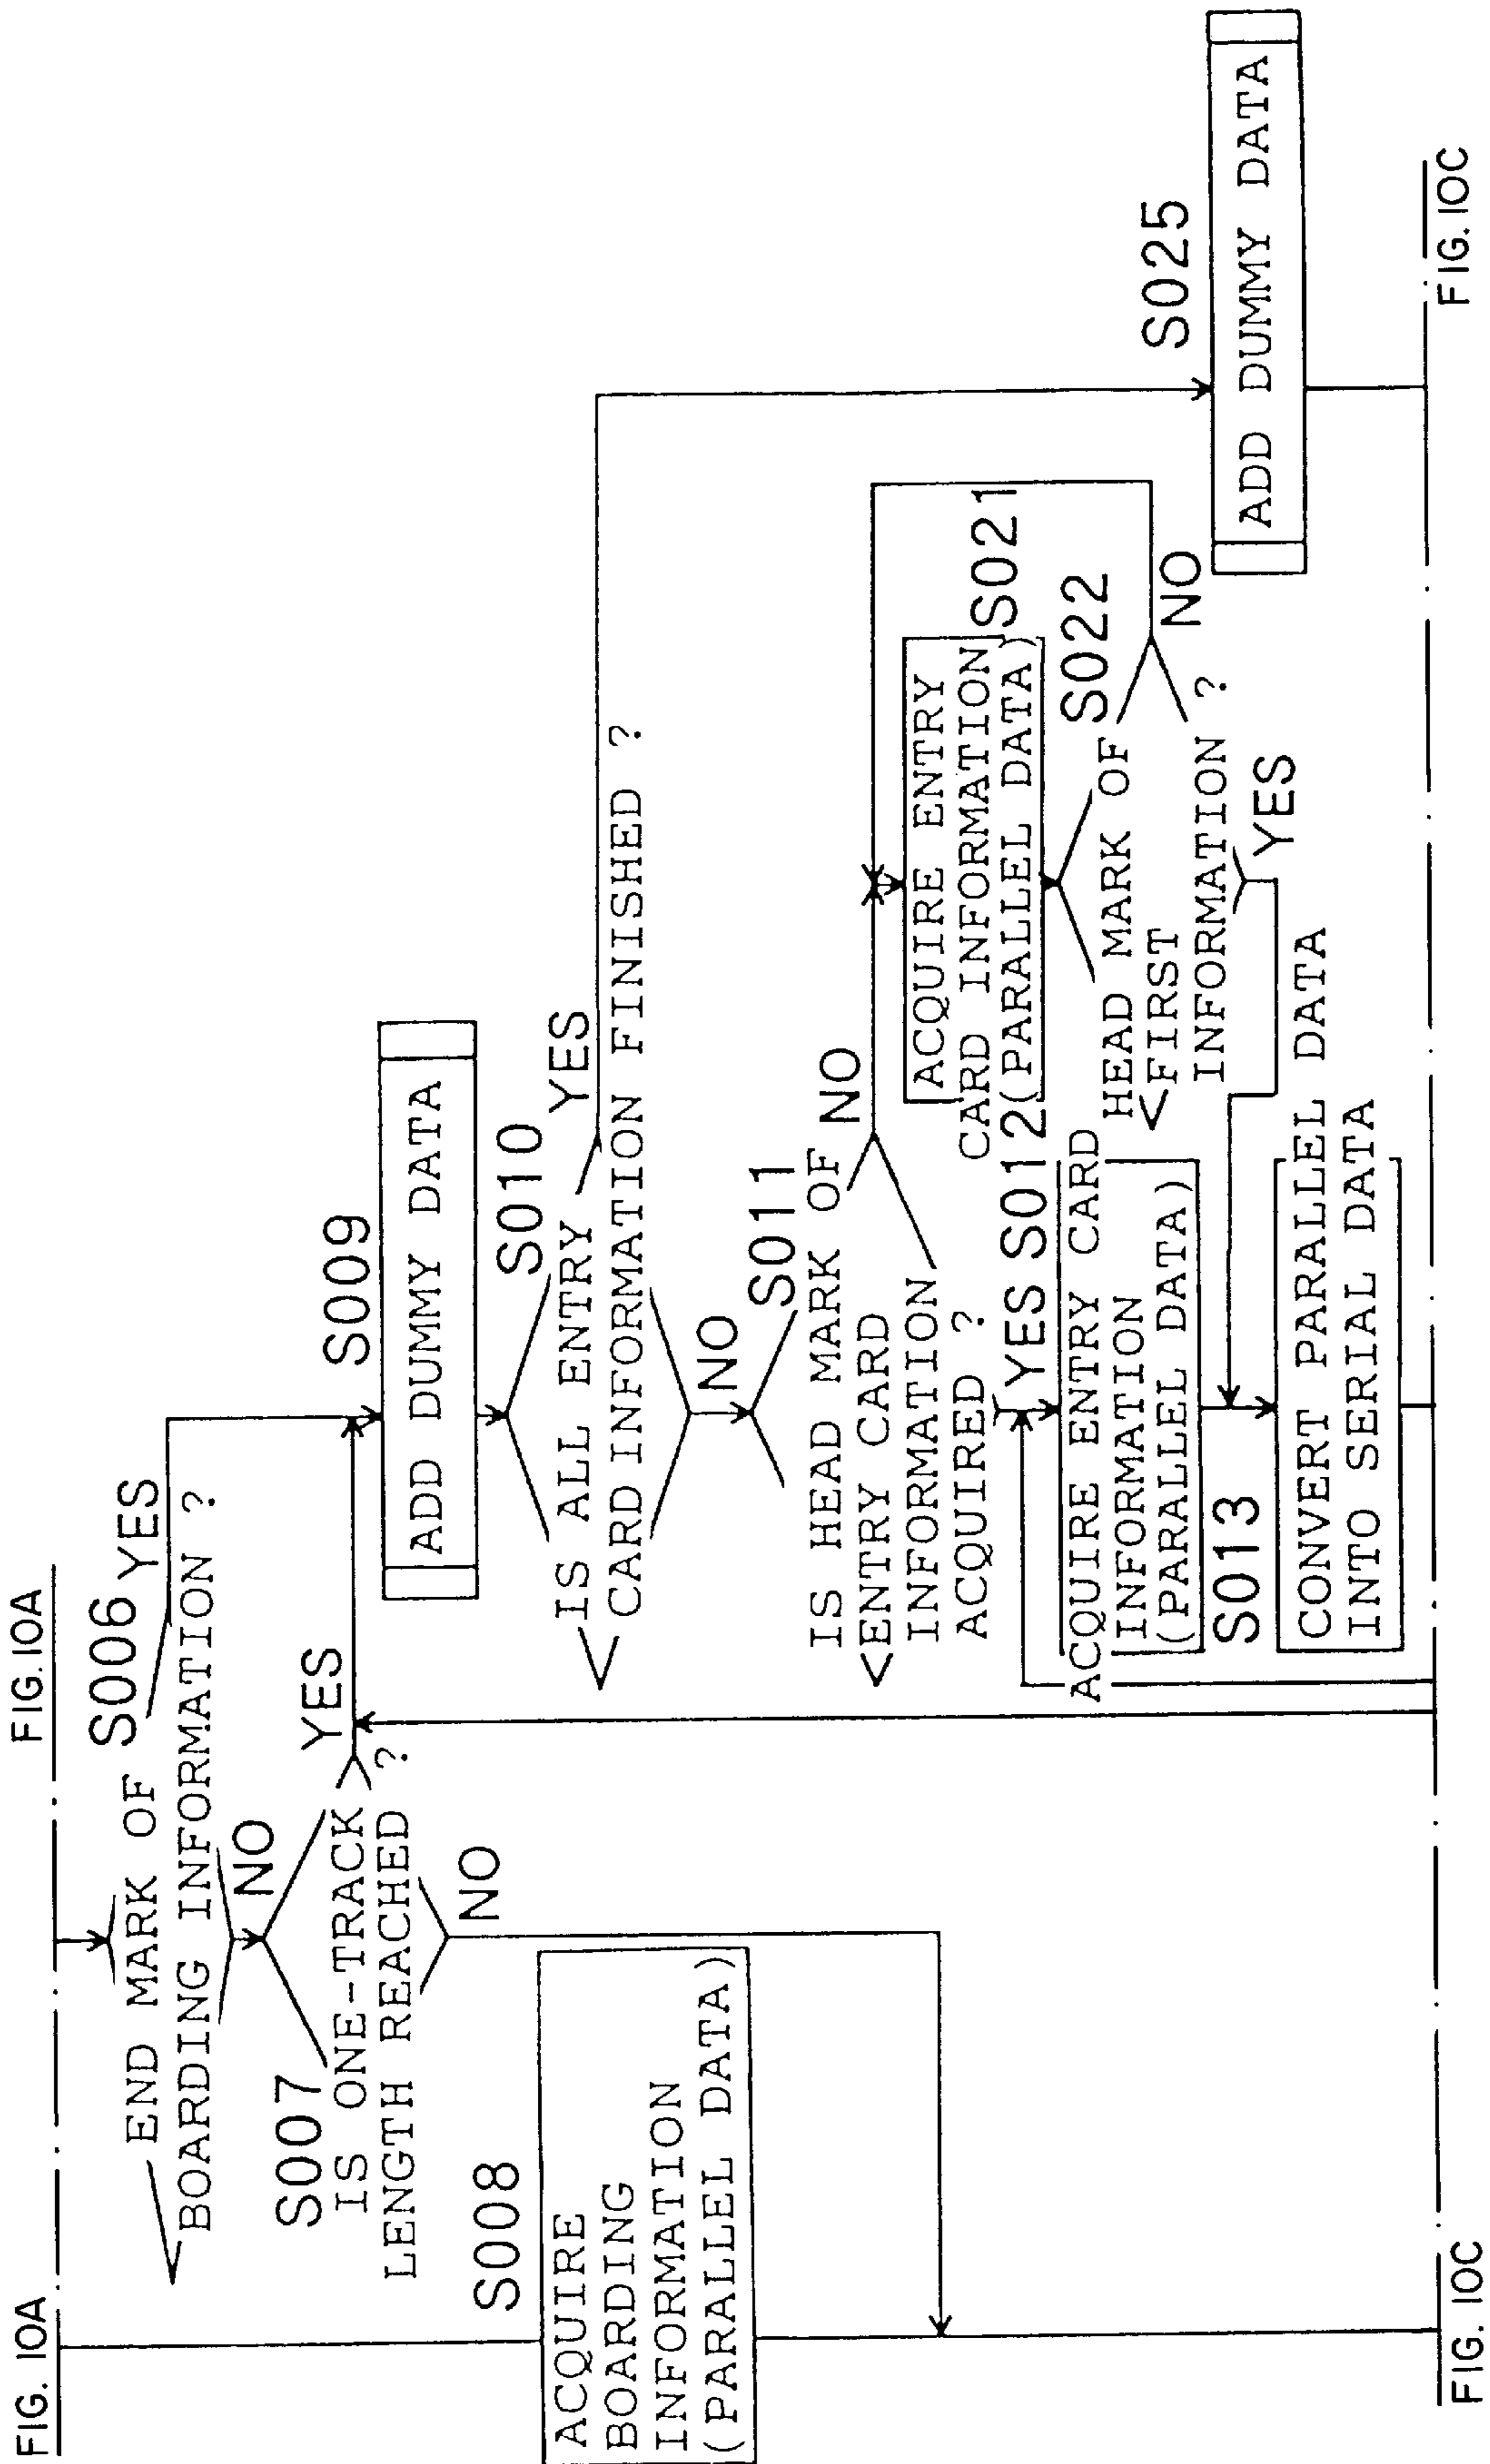 FIG. 10A
FIG. 10A
END MARK OF
BOARDING INFORMATION ?
S006
YES
NO
S007
IS ONE-TRACK
LENGTH REACHED ?
YES
NO
S008
ACQUIRE
BOARDING
INFORMATION
(PARALLEL DATA)
S009
ADD DUMMY DATA
S010
IS ALL ENTRY
CARD INFORMATION FINISHED ?
YES
NO
S011
IS HEAD MARK OF
ENTRY CARD
INFORMATION
ACQUIRED ?
NO
YES
S012
ACQUIRE ENTRY CARD
INFORMATION
(PARALLEL DATA)
S013
CONVERT PARALLEL DATA
INTO SERIAL DATA
S021
ACQUIRE ENTRY
CARD INFORMATION
(PARALLEL DATA)
S022
HEAD MARK OF
FIRST
INFORMATION ?
NO
YES
S025
ADD DUMMY DATA
FIG. 10C
FIG. 10C